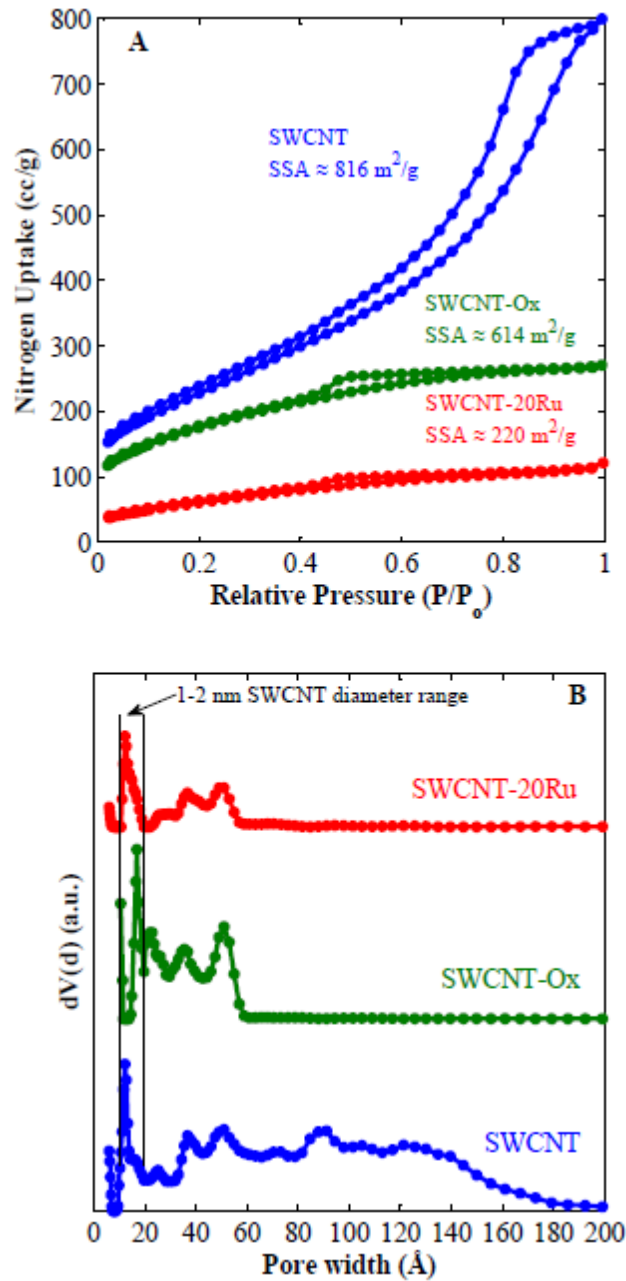 A
800
700
600
500
400
300
200
100
0
Nitrogen Uptake (cc/g)
SWCNT
SSA ≈ 816 m²/g
SWCNT-Ox
SSA ≈ 614 m²/g
SWCNT-20Ru
SSA ≈ 220 m²/g
0 0.2 0.4 0.6 0.8 1
Relative Pressure (P/Pₒ)
1-2 nm SWCNT diameter range
B
SWCNT-20Ru
SWCNT-Ox
SWCNT
dV(d) (a.u.)
0 20 40 60 80 100 120 140 160 180 200
Pore width (Å)